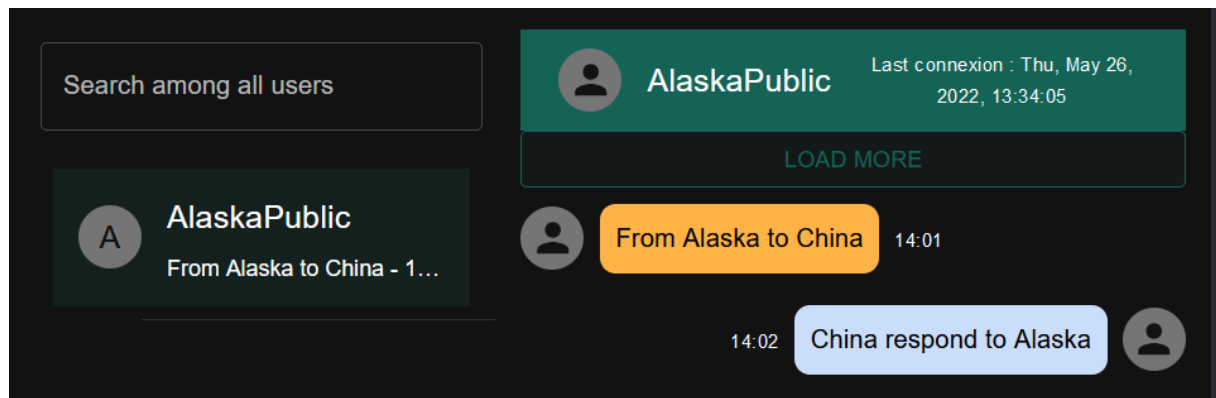 Search among all users
A
AlaskaPublic
From Alaska to China - 1…
AlaskaPublic
Last connexion : Thu, May 26,
2022, 13:34:05
LOAD MORE
From Alaska to China
14:01
14:02
China respond to Alaska